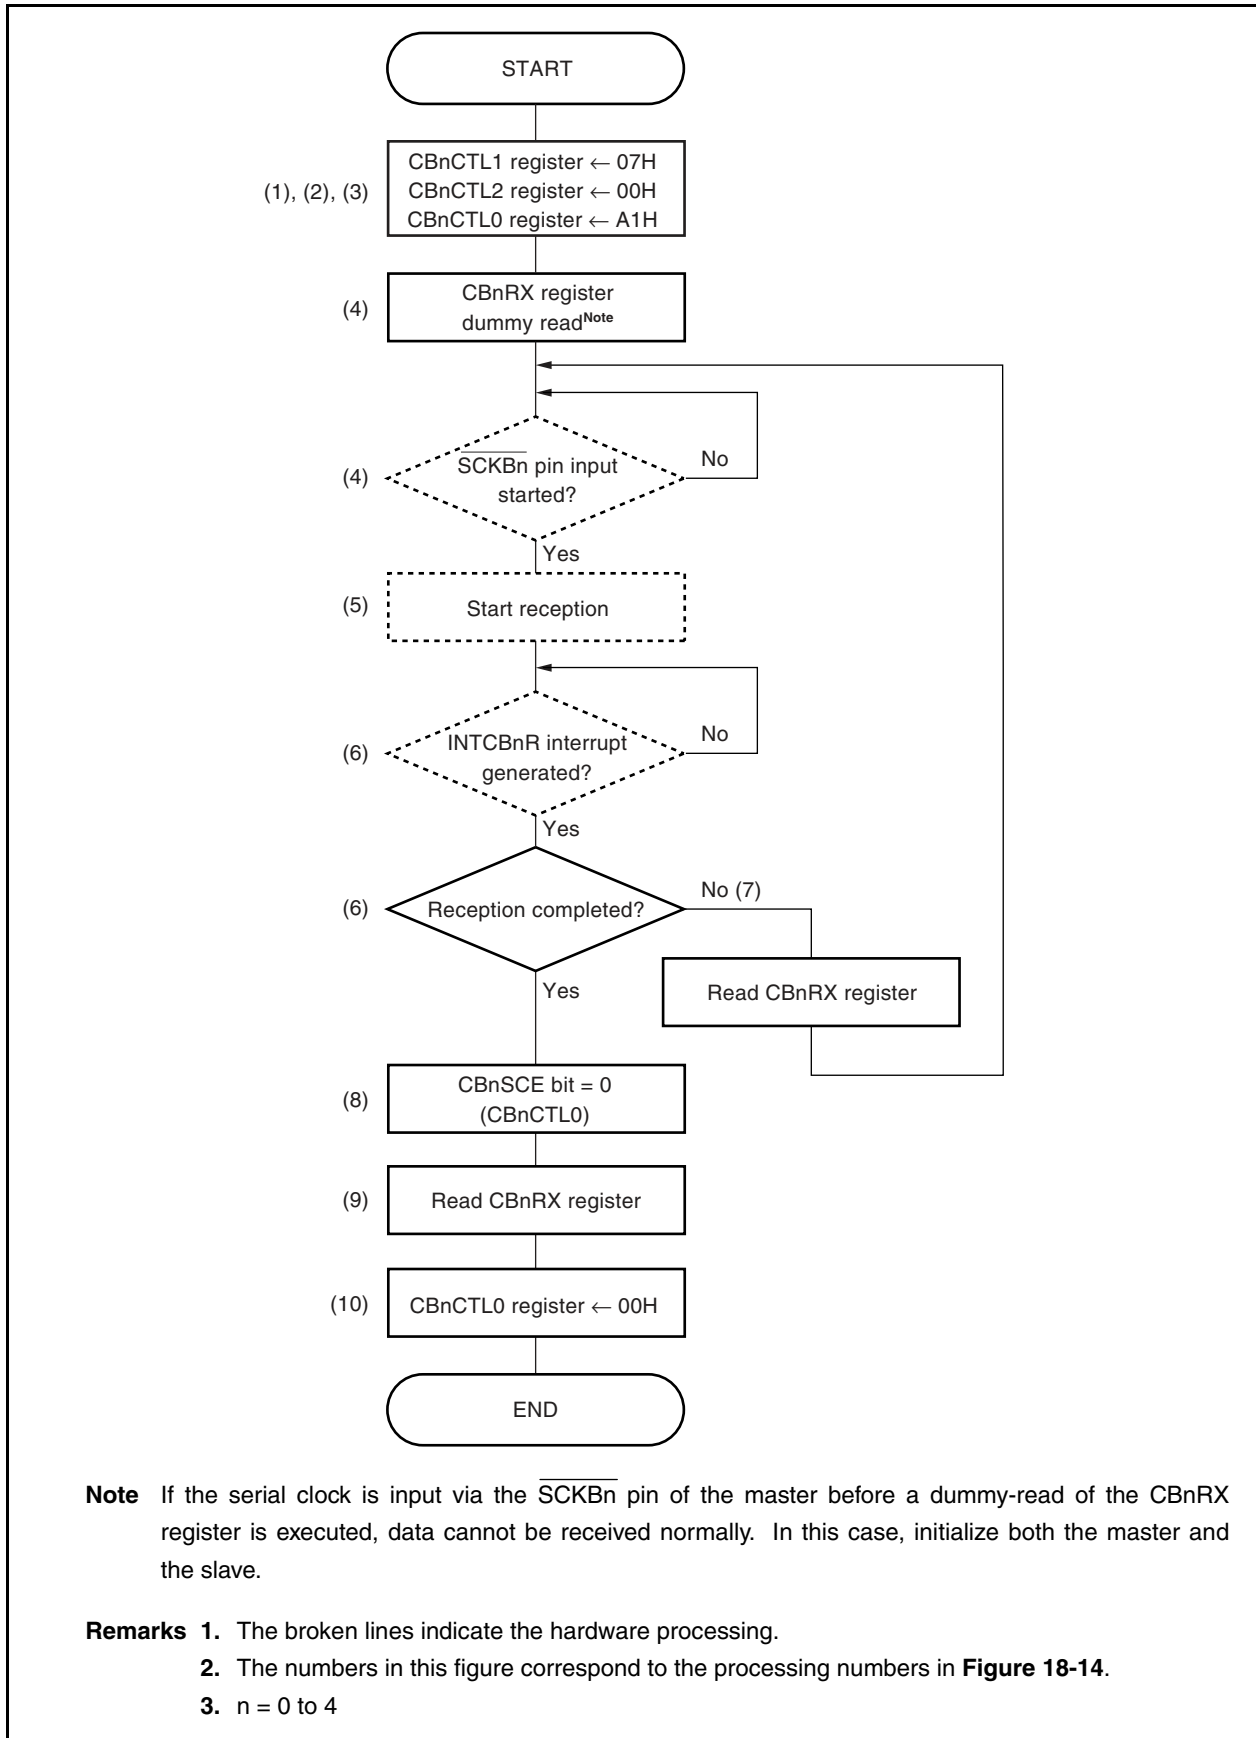 START
(1), (2), (3)
CBnCTL1 register ← 07H
CBnCTL2 register ← 00H
CBnCTL0 register ← A1H
(4)
CBnRX register
dummy readNote
(4)
SCKBn pin input
started?
No
Yes
(5)
Start reception
(6)
INTCBnR interrupt
generated?
No
Yes
(6)
Reception completed?
No (7)
Read CBnRX register
Yes
(8)
CBnSCE bit = 0
(CBnCTL0)
(9)
Read CBnRX register
(10)
CBnCTL0 register ← 00H
END
Note If the serial clock is input via the SCKBn pin of the master before a dummy-read of the CBnRX
register is executed, data cannot be received normally. In this case, initialize both the master and
the slave.
Remarks 1. The broken lines indicate the hardware processing.
2. The numbers in this figure correspond to the processing numbers in Figure 18-14.
3. n = 0 to 4